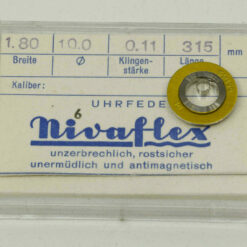 1.80 10.0 0.11 315 mm
Breite Ø Klingen- Länge
stärke
Kaliber:
UHRFEDE
6
Nivaflex
unzerbrechlich, rostsicher
unermüdlich und antimagnetisch